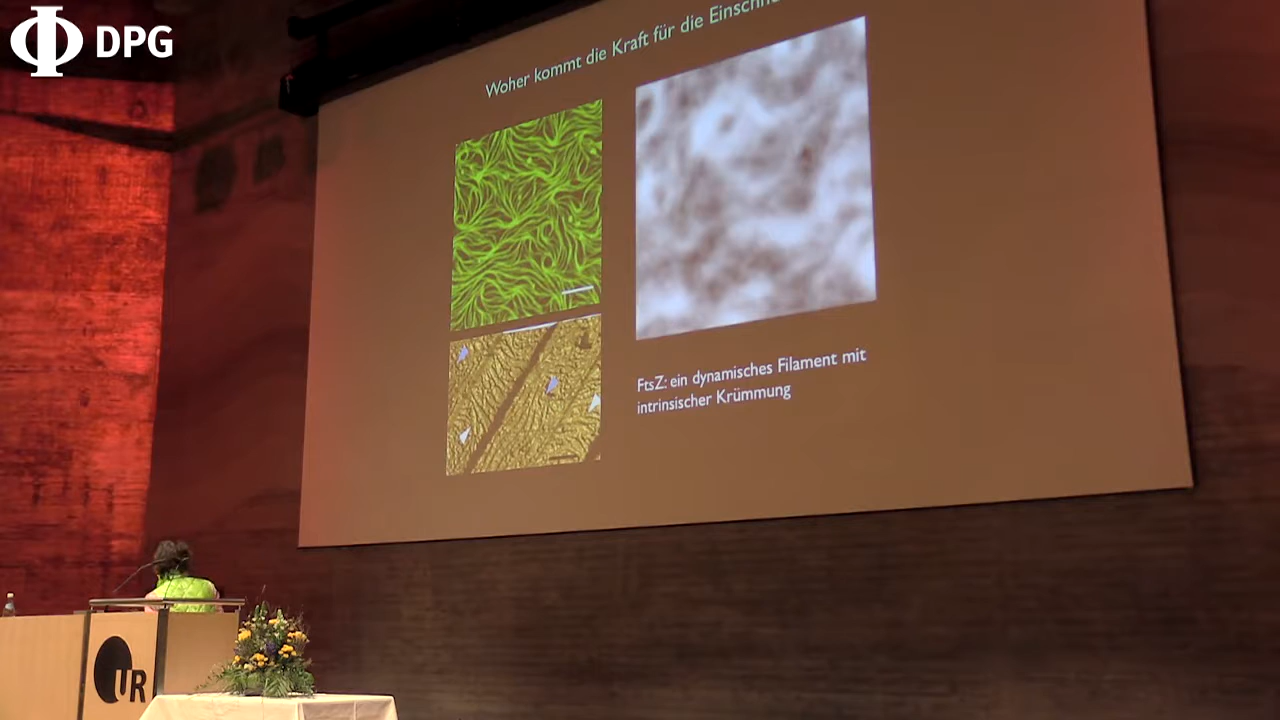 DPG
Woher kommt die Kraft für die
FtsZ: ein dynamisches Filament mit
intrinsischer Krümmung
UR